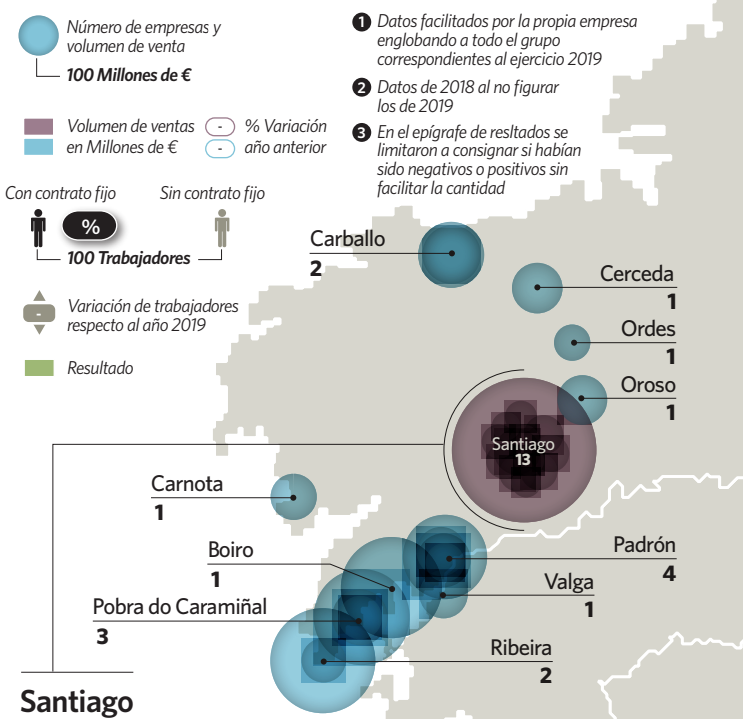 Número de empresas y
volumen de venta
100 Millones de €
Volumen de ventas
en Millones de €
- % Variación
- año anterior
Con contrato fijo
Sin contrato fijo
%
100 Trabajadores
-
Variación de trabajadores
respecto al año 2019
Resultado
1 Datos facilitados por la propia empresa
englobando a todo el grupo
correspondientes al ejercicio 2019
2 Datos de 2018 al no figurar
los de 2019
3 En el epígrafe de resltados se
limitaron a consignar si habían
sido negativos o positivos sin
facilitar la cantidad
Carballo
2
Cerceda
1
Ordes
1
Oroso
1
Santiago
13
Carnota
1
Boiro
1
Padrón
4
Valga
1
Pobra do Caramiñal
3
Ribeira
2
Santiago